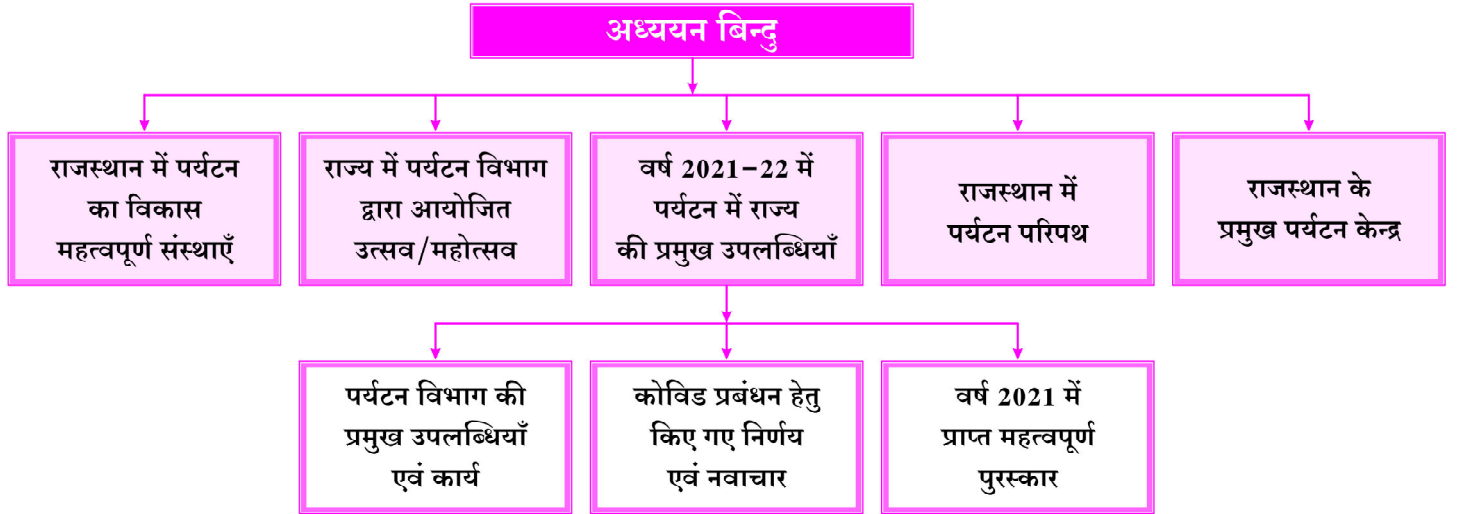 अध्ययन बिन्दु
राजस्थान में पर्यटन
का विकास
महत्वपूर्ण संस्थाएँ
राज्य में पर्यटन विभाग
द्वारा आयोजित
उत्सव/महोत्सव
वर्ष 2021-22 में
पर्यटन में राज्य
की प्रमुख उपलब्धियाँ
राजस्थान में
पर्यटन परिपथ
राजस्थान के
प्रमुख पर्यटन केन्द्र
पर्यटन विभाग की
प्रमुख उपलब्धियाँ
एवं कार्य
कोविड प्रबंधन हेतु
किए गए निर्णय
एवं नवाचार
वर्ष 2021 में
प्राप्त महत्वपूर्ण
पुरस्कार